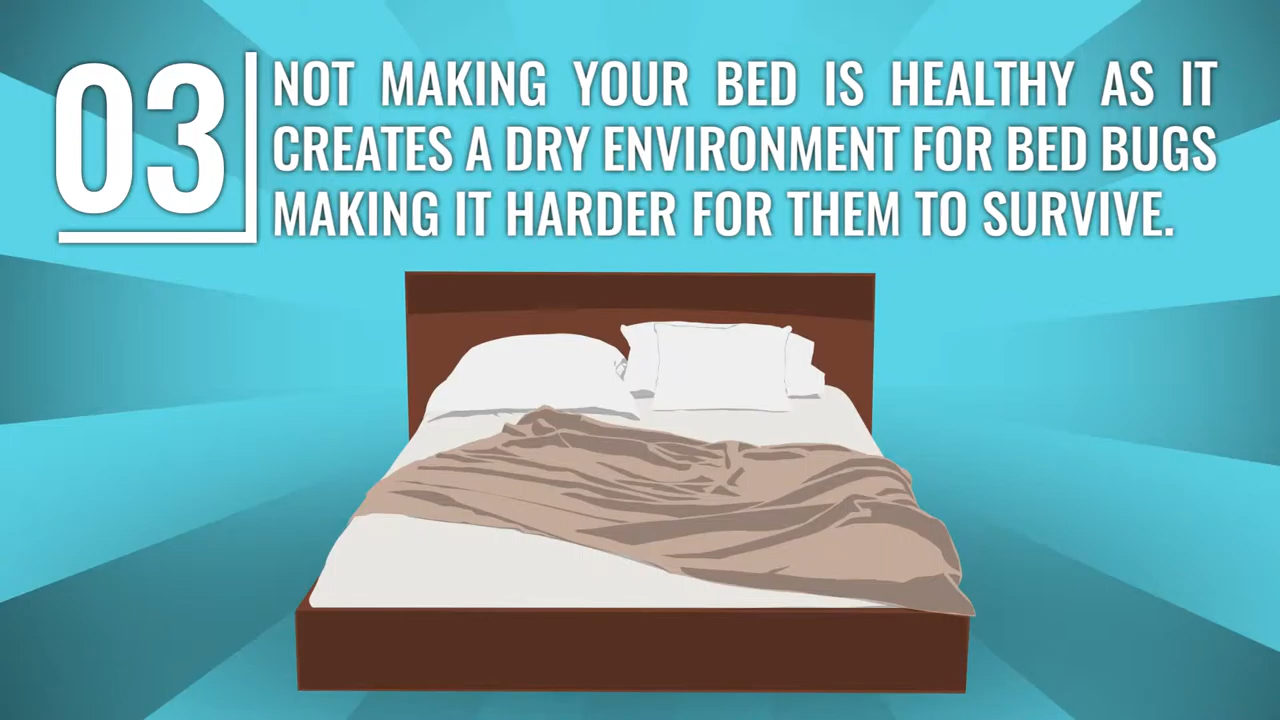 03
NOT MAKING YOUR BED IS HEALTHY AS IT
CREATES A DRY ENVIRONMENT FOR BED BUGS
MAKING IT HARDER FOR THEM TO SURVIVE.